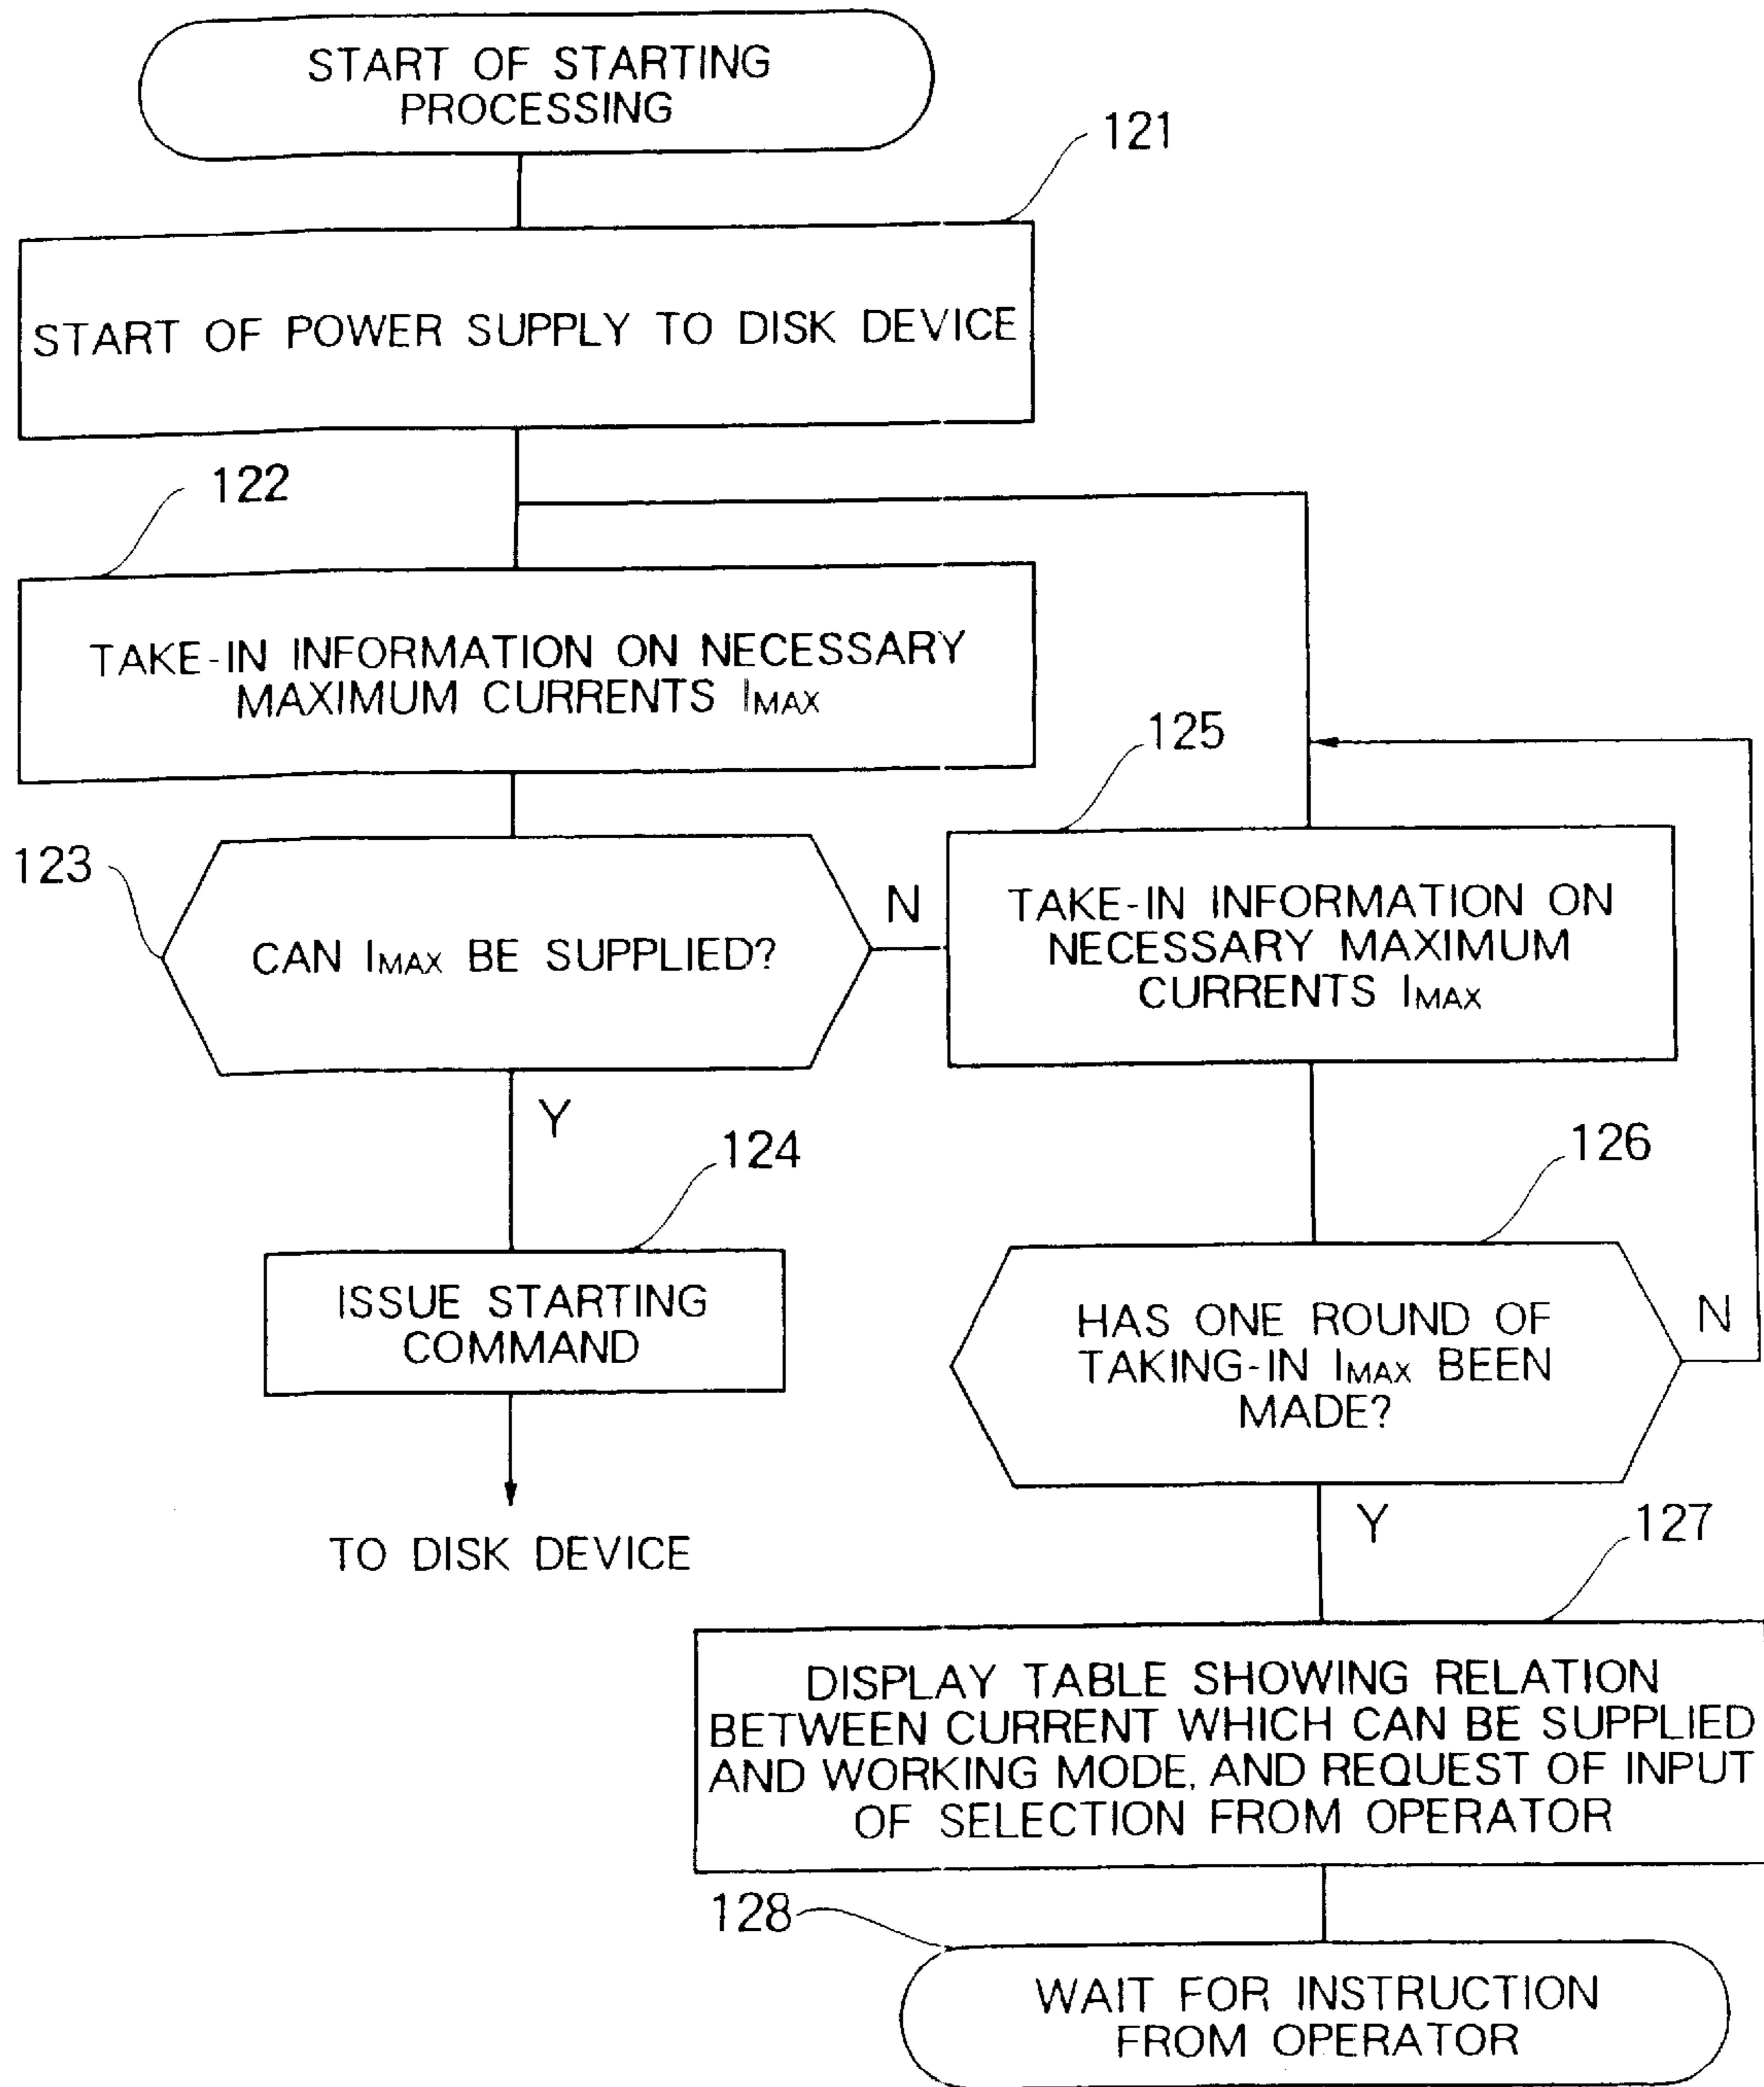 START OF STARTING
PROCESSING
121
START OF POWER SUPPLY TO DISK DEVICE
122
TAKE-IN INFORMATION ON NECESSARY
MAXIMUM CURRENTS IMAX
123
CAN IMAX BE SUPPLIED?
N
125
TAKE-IN INFORMATION ON
NECESSARY MAXIMUM
CURRENTS IMAX
Y
124
ISSUE STARTING
COMMAND
TO DISK DEVICE
126
HAS ONE ROUND OF
TAKING-IN IMAX BEEN
MADE?
N
Y
127
DISPLAY TABLE SHOWING RELATION
BETWEEN CURRENT WHICH CAN BE SUPPLIED
AND WORKING MODE, AND REQUEST OF INPUT
OF SELECTION FROM OPERATOR
128
WAIT FOR INSTRUCTION
FROM OPERATOR